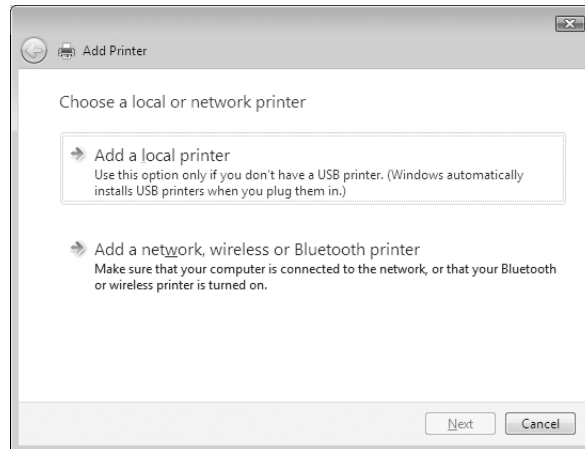 Add Printer
Choose a local or network printer
Add a local printer
Use this option only if you don't have a USB printer. (Windows automatically
installs USB printers when you plug them in.)
Add a network, wireless or Bluetooth printer
Make sure that your computer is connected to the network, or that your Bluetooth
or wireless printer is turned on.
Next
Cancel